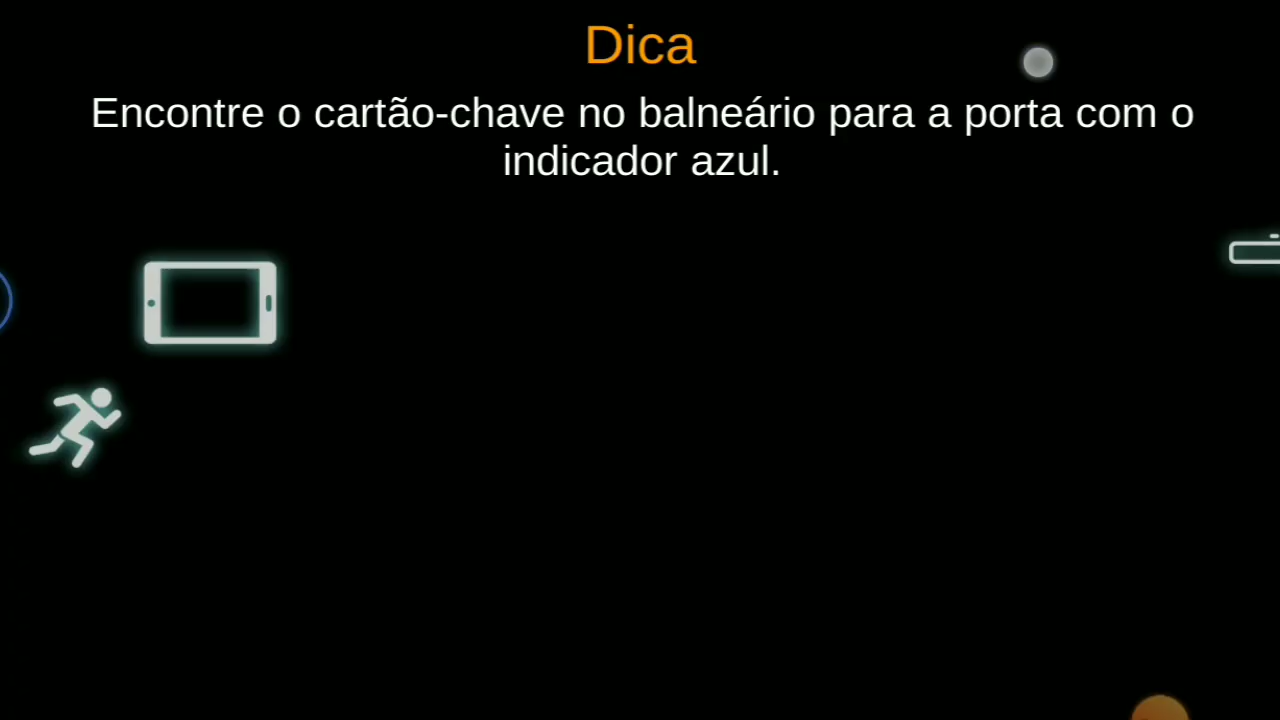 Dica
Encontre o cartão-chave no balneário para a porta com o
indicador azul.